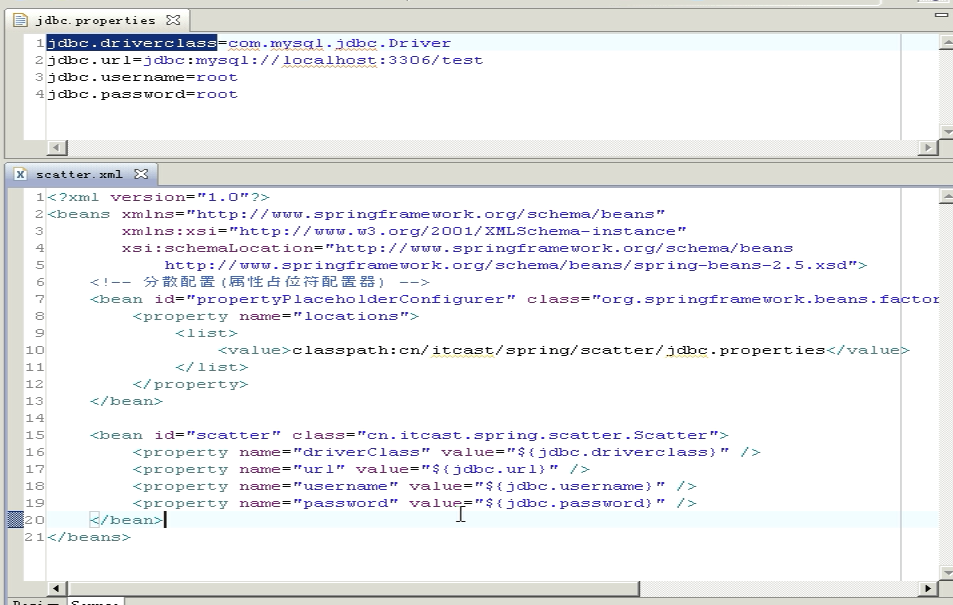 jdbc.properties
1jdbc.driverclass=com.mysql.jdbc.Driver
2jdbc.url=jdbc:mysql://localhost:3306/test
3jdbc.username=root
4jdbc.password=root
X scatter.xml
1<?xml version="1.0"?>
2<beans xmlns="http://www.springframework.org/schema/beans"
3 xmlns:xsi="http://www.w3.org/2001/XMLSchema-instance"
4 xsi:schemaLocation="http://www.springframework.org/schema/beans
5 http://www.springframework.org/schema/beans/spring-beans-2.5.xsd">
6 <!-- 分散配置(属性占位符配置器) -->
7 <bean id="propertyPlaceholderConfigurer" class="org.springframework.beans.factor
8 <property name="locations">
9 <list>
10 <value>classpath:cn/itcast/spring/scatter/jdbc.properties</value>
11 </list>
12 </property>
13 </bean>
14
15 <bean id="scatter" class="cn.itcast.spring.scatter.Scatter">
16 <property name="driverClass" value="${jdbc.driverclass}" />
17 <property name="url" value="${jdbc.url}" />
18 <property name="username" value="${jdbc.username}" />
19 <property name="password" value="${jdbc.password}" />
20 </bean>
21</beans>